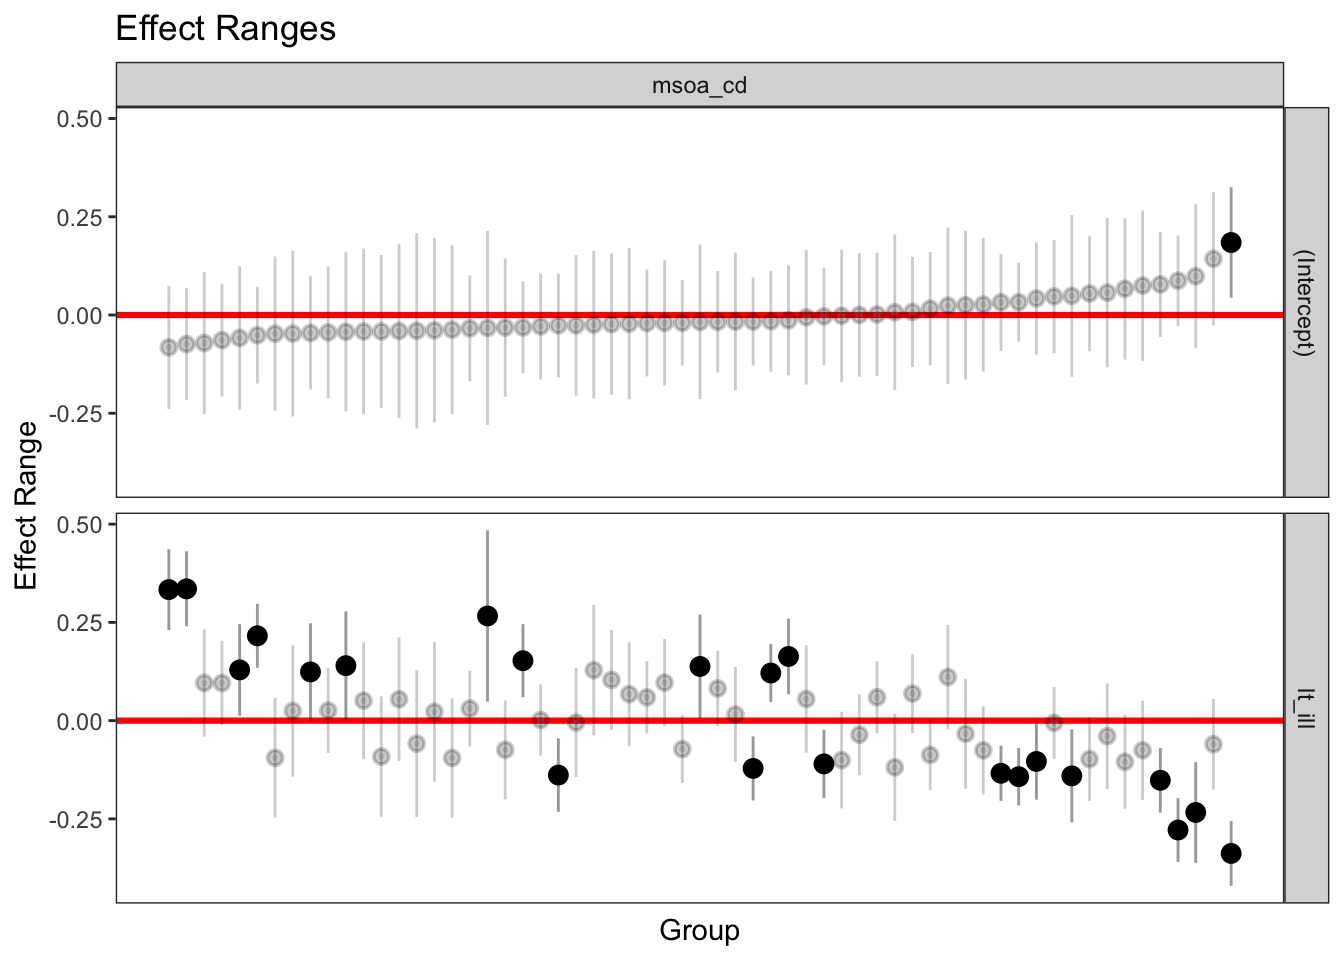 Effect Ranges
msoa_cd
0.50
0.25
0.00
-0.25
(Intercept)
Effect Range
0.50
0.25
0.00
-0.25
lt_ill
Group